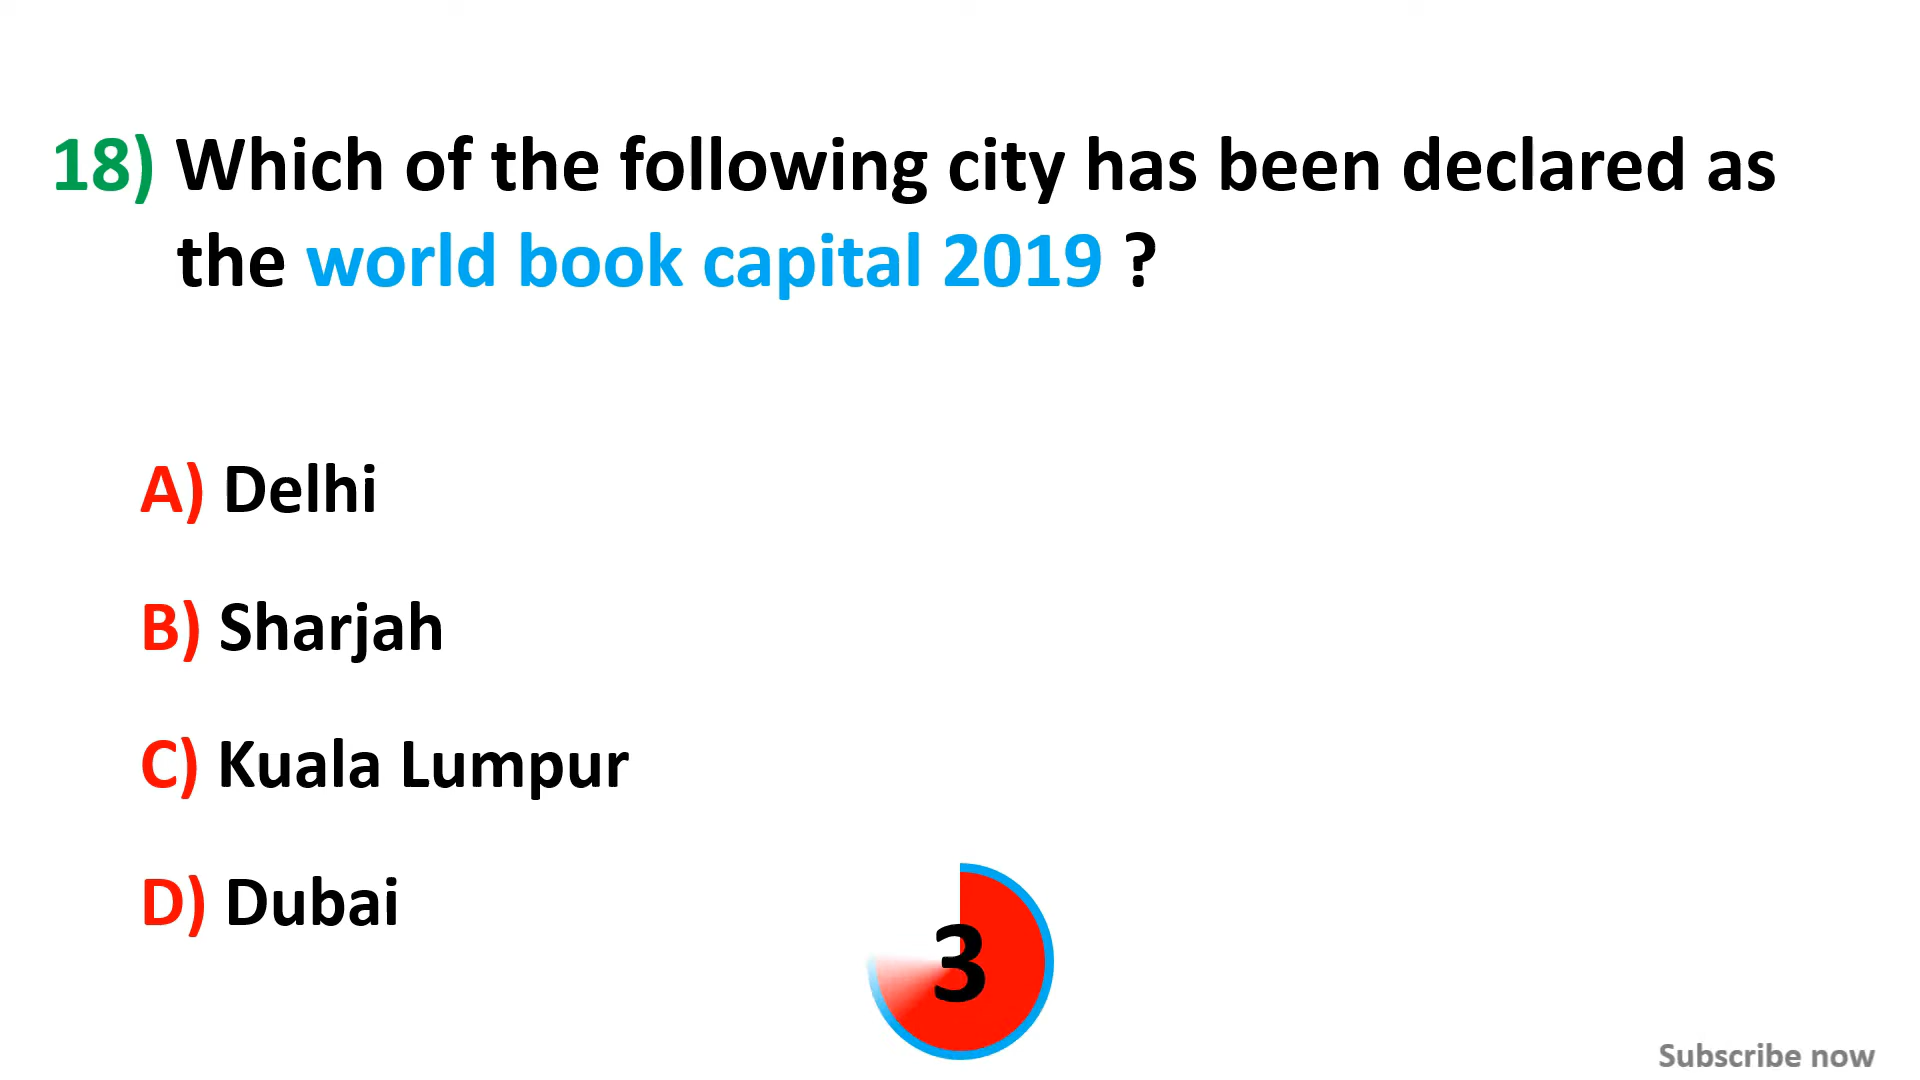 18) Which of the following city has been declared as
the world book capital 2019 ?
A) Delhi
B) Sharjah
C) Kuala Lumpur
D) Dubai
3
Subscribe now